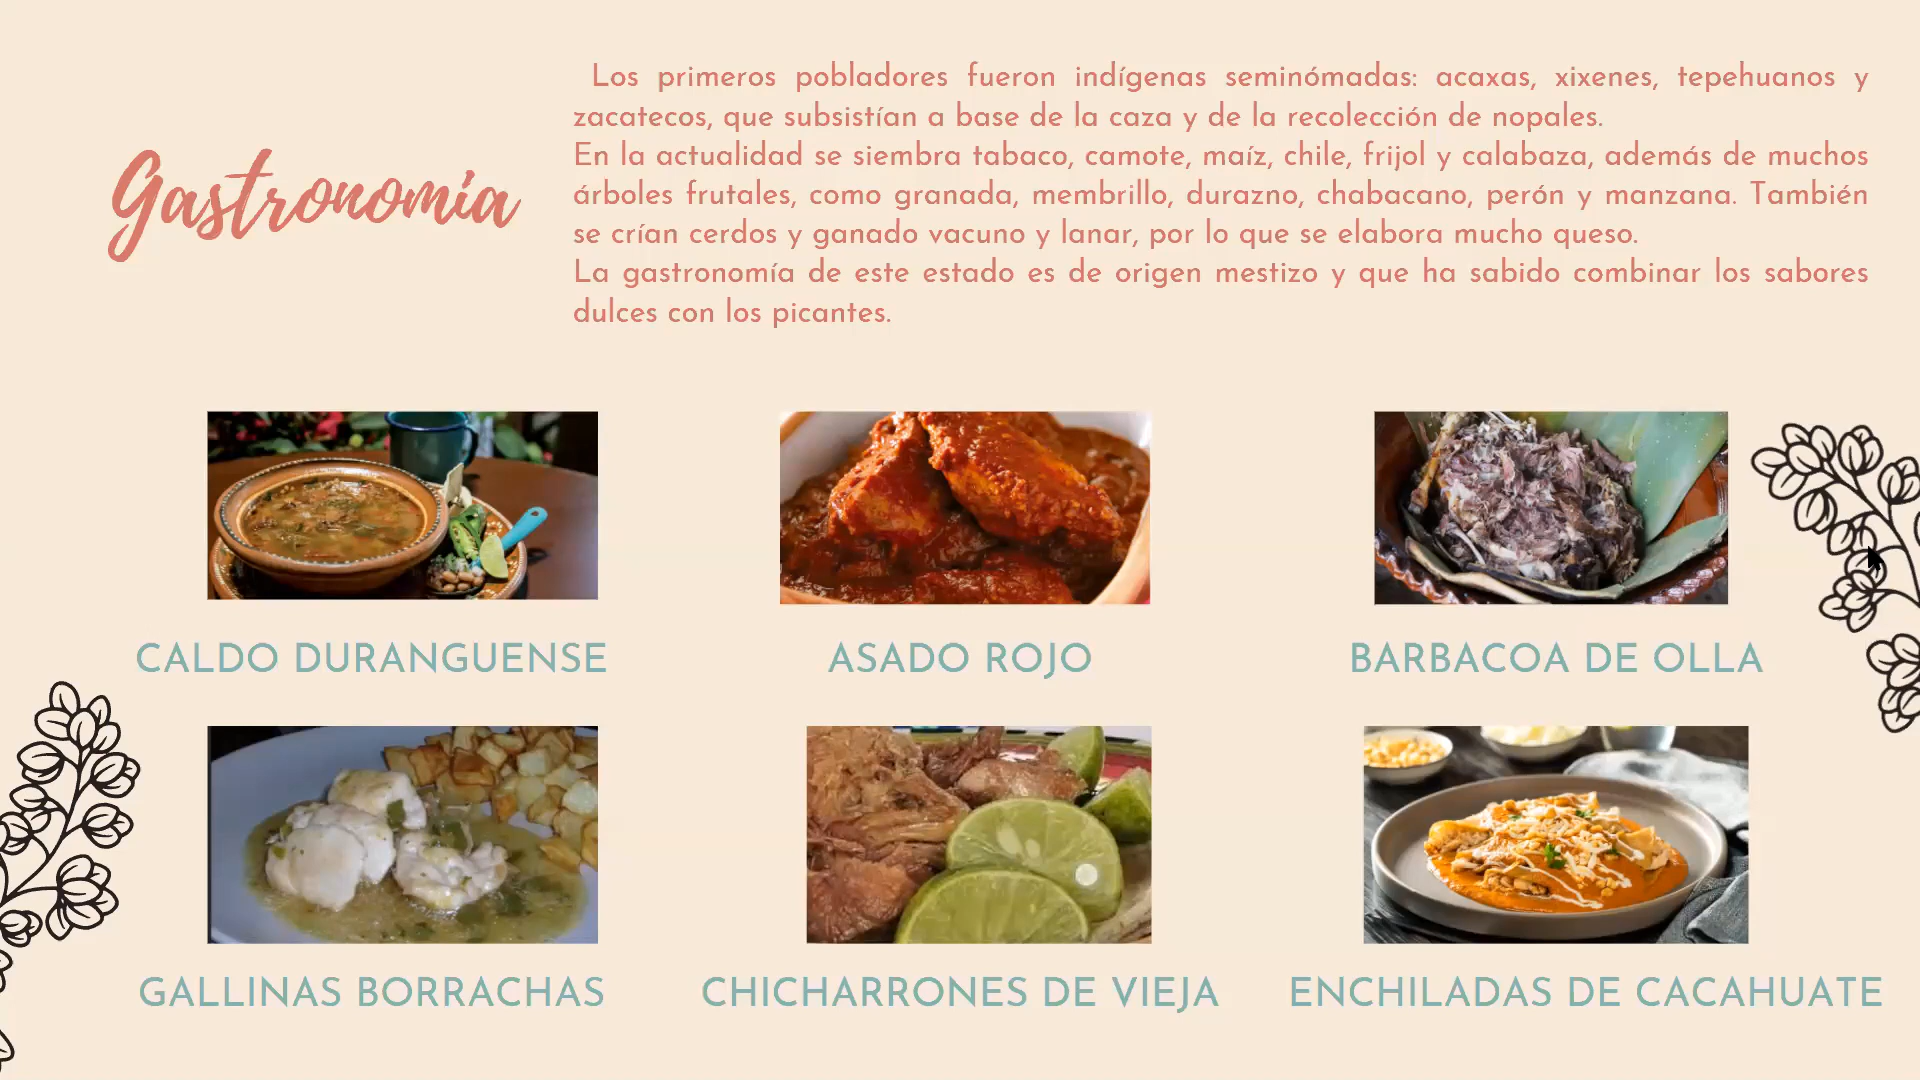 Gastronomía
Los primeros pobladores fueron indígenas seminómadas: acaxas, xixenes, tepehuanos y
zacatecos, que subsistían a base de la caza y de la recolección de nopales.
En la actualidad se siembra tabaco, camote, maíz, chile, frijol y calabaza, además de muchos
árboles frutales, como granada, membrillo, durazno, chabacano, perón y manzana. También
se crían cerdos y ganado vacuno y lanar, por lo que se elabora mucho queso.
La gastronomía de este estado es de origen mestizo y que ha sabido combinar los sabores
dulces con los picantes.
CALDO DURANGUENSE
ASADO ROJO
BARBACOA DE OLLA
GALLINAS BORRACHAS
CHICHARRONES DE VIEJA
ENCHILADAS DE CACAHUATE